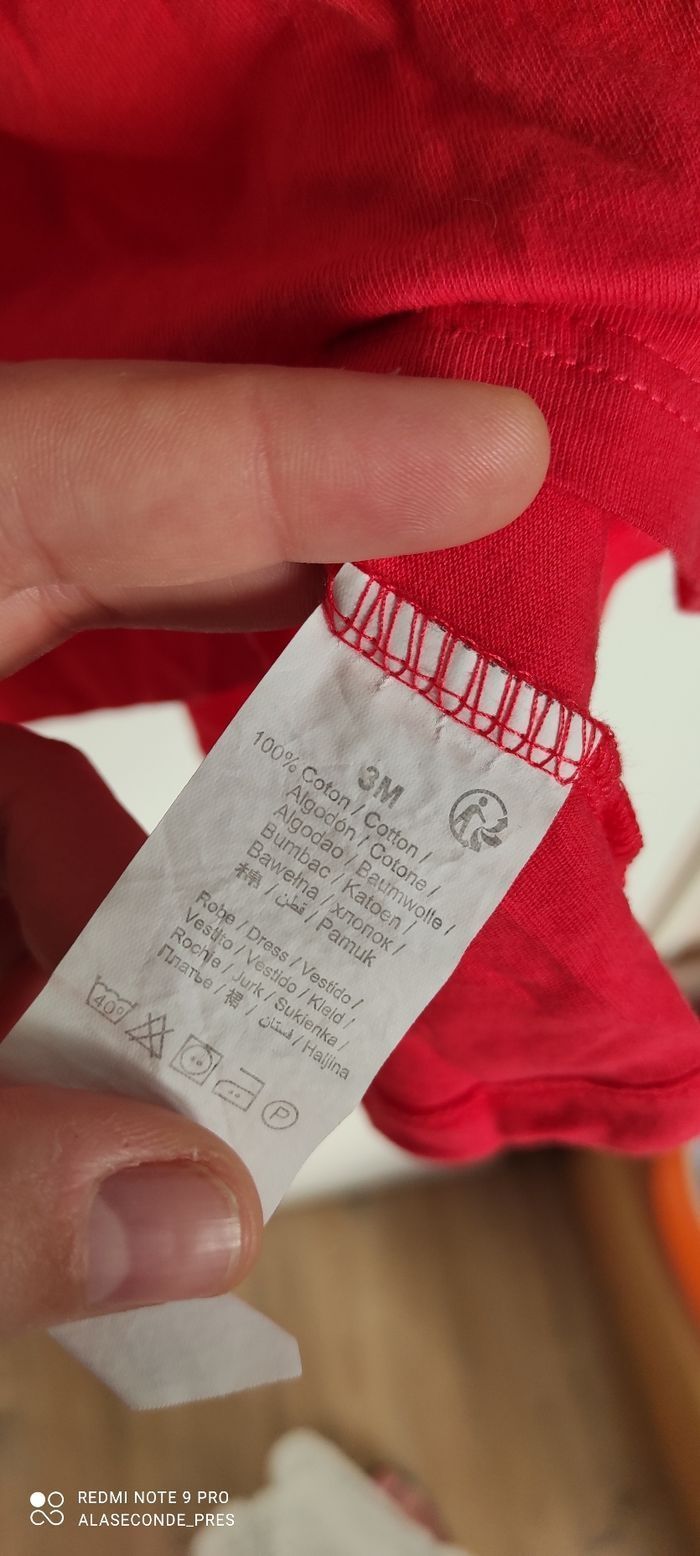 3M
100% Coton / Cotton /
Algodón / Cotone /
Algodao / Baumwolle /
Bumbac / Katoen /
Bawełna / хлопок /
棉 / قطن / Pamuk
Robe / Dress / Vestido /
Vestito / Vestido / Kleid /
Rochie / Jurk / Sukienka /
Платье / 裙 / فستان / Haljina
40°
P
REDMI NOTE 9 PRO
ALASECONDE_PRES